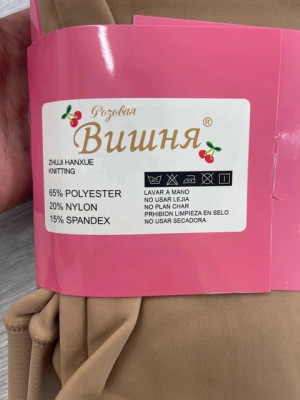 Розовая
Вишня®
ZHUJI HANXUE
KNITTING
65% POLYESTER
20% NYLON
15% SPANDEX
LAVAR A MANO
NO USAR LEJIA
NO PLAN CHAR
PRHIBION LIMPIEZA EN SELO
NO USAR SECADORA